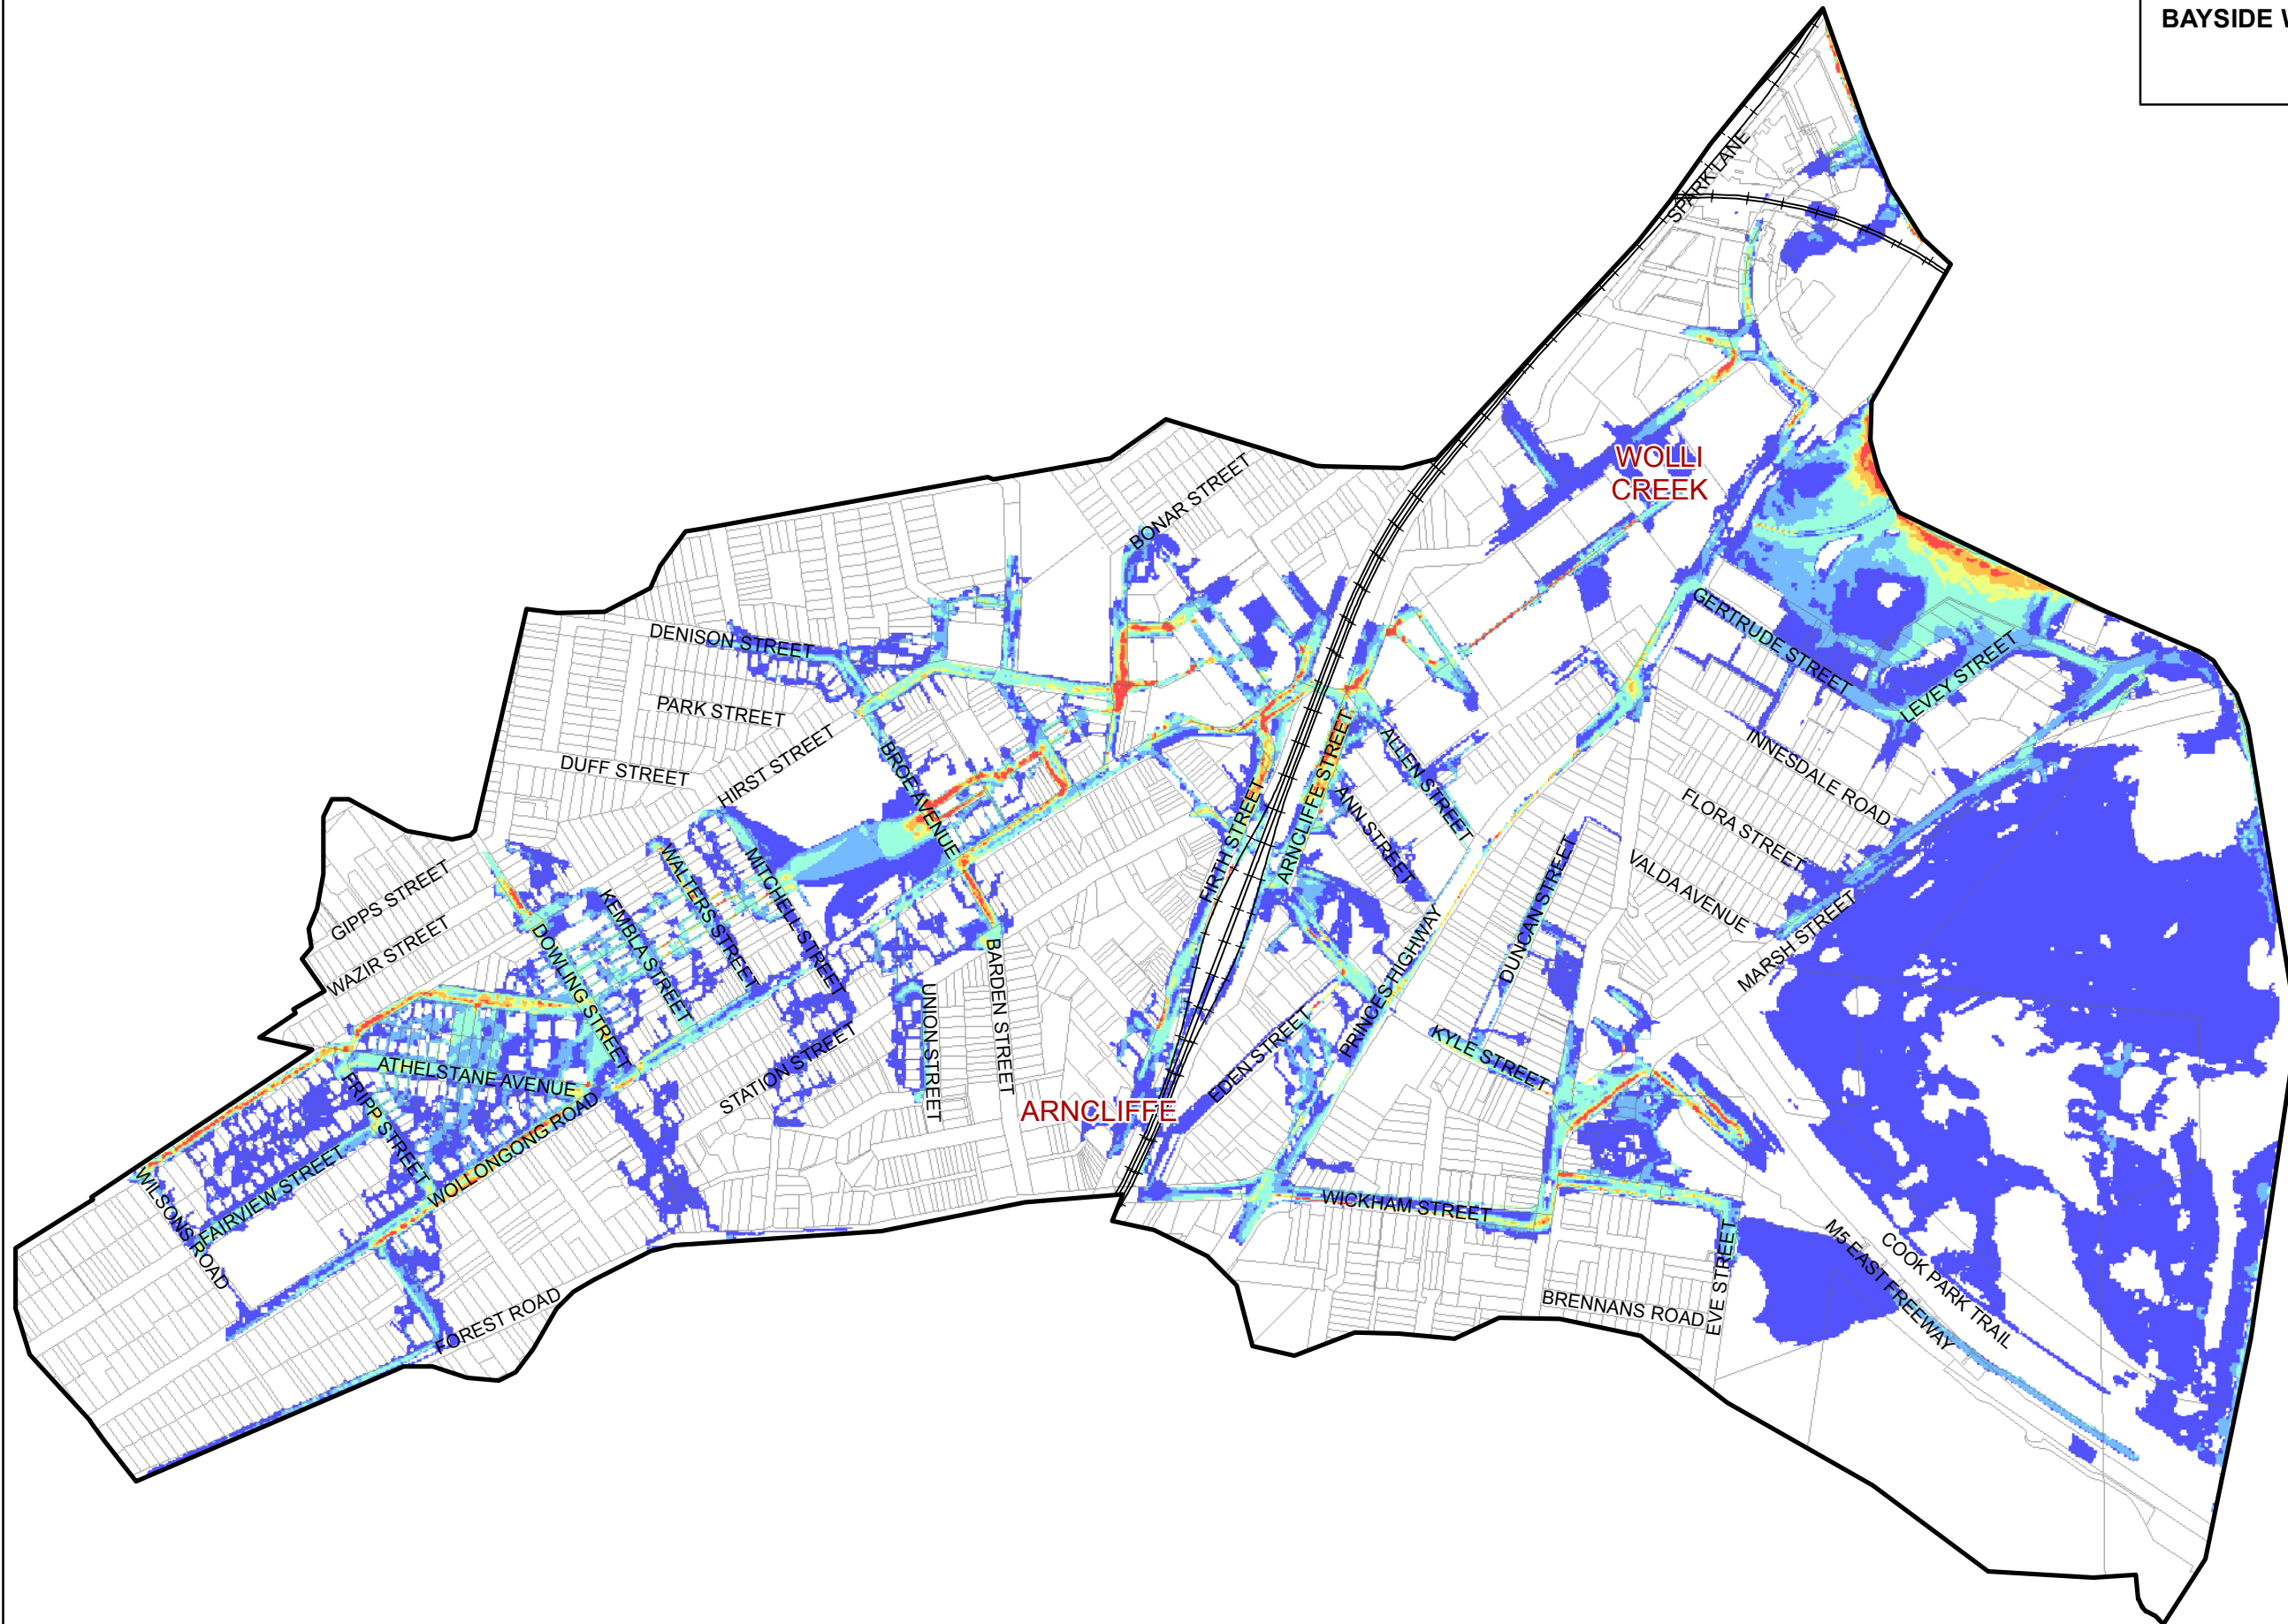 BAYSIDE W
SPARK LANE
WOLLI
CREEK
BONAR STREET
DENISON STREET
PARK STREET
DUFF STREET
HIRST STREET
BROE AVENUE
GERTRUDE STREET
LEVEY STREET
INNESDALE ROAD
FLORA STREET
VALDA AVENUE
MARSH STREET
ALLEN STREET
ARNCLIFFE STREET
ANN STREET
FIRTH STREET
GIPPS STREET
WAZIR STREET
WALTERS STREET
MITCHELL STREET
KEMBLA STREET
DOWLING STREET
DUNCAN STREET
PRINCES HIGHWAY
BARDEN STREET
UNION STREET
STATION STREET
EDEN STREET
KYLE STREET
ATHELSTANE AVENUE
FRIPP STREET
ARNCLIFFE
WOLLONGONG ROAD
FAIRVIEW STREET
WILSONS ROAD
WICKHAM STREET
FOREST ROAD
BRENNANS ROAD
EVE STREET
M5 EAST FREEWAY
COOK PARK TRAIL